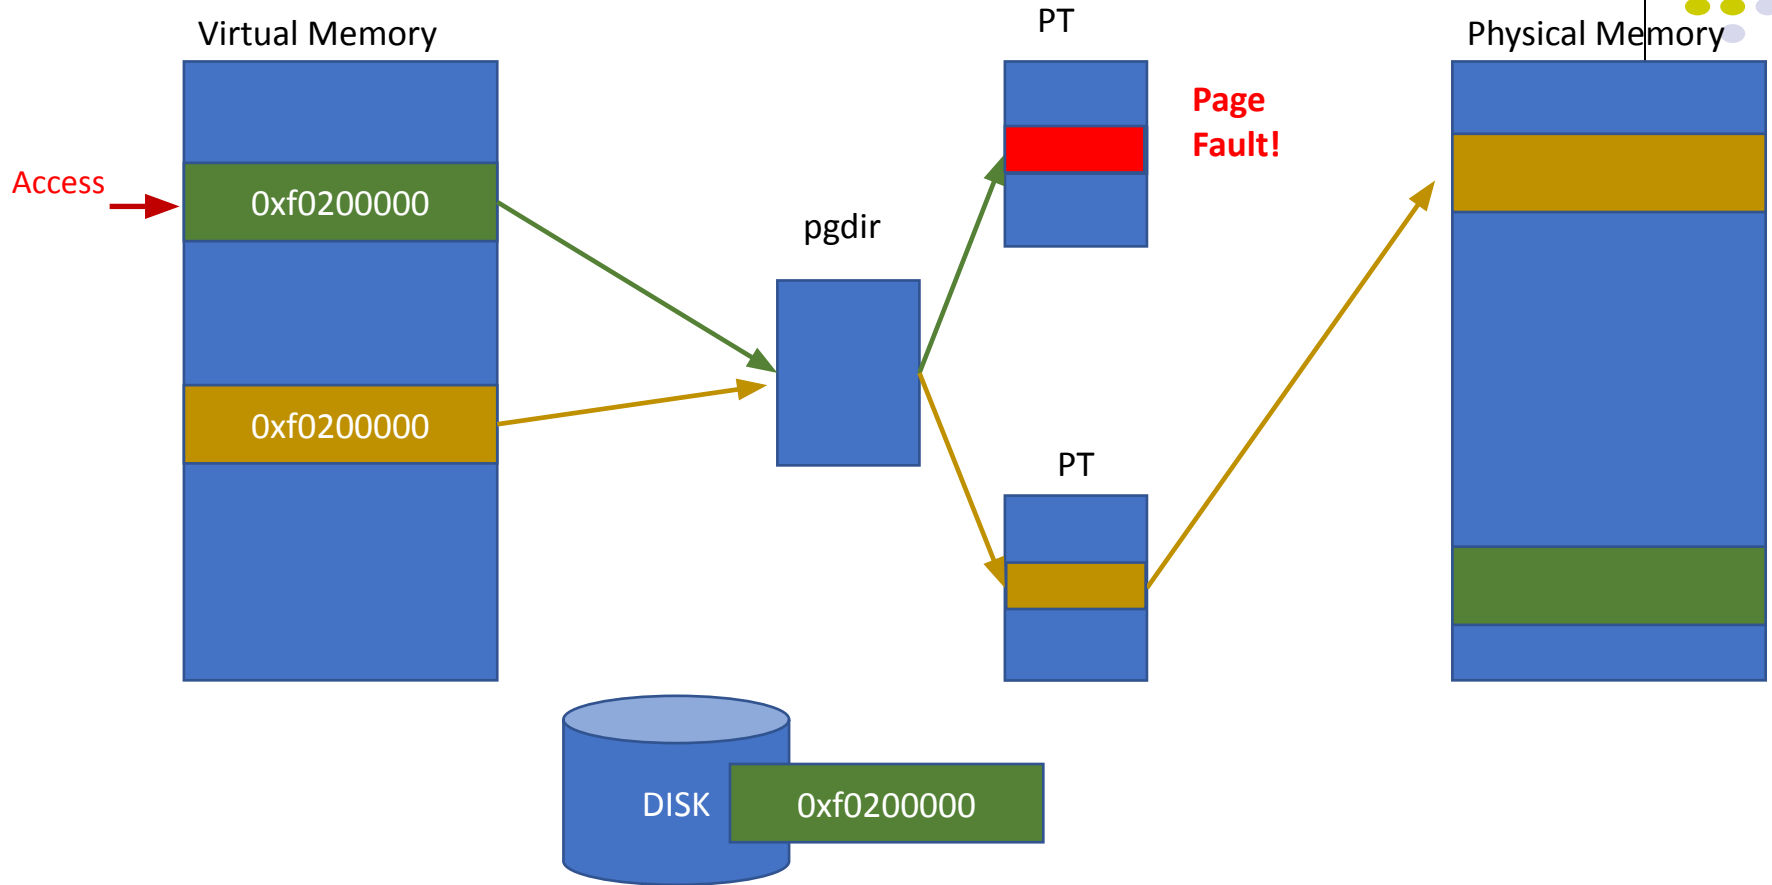 Virtual Memory
PT
Physical Memory
Page
Fault!
Access
0xf0200000
pgdir
0xf0200000
PT
DISK
0xf0200000